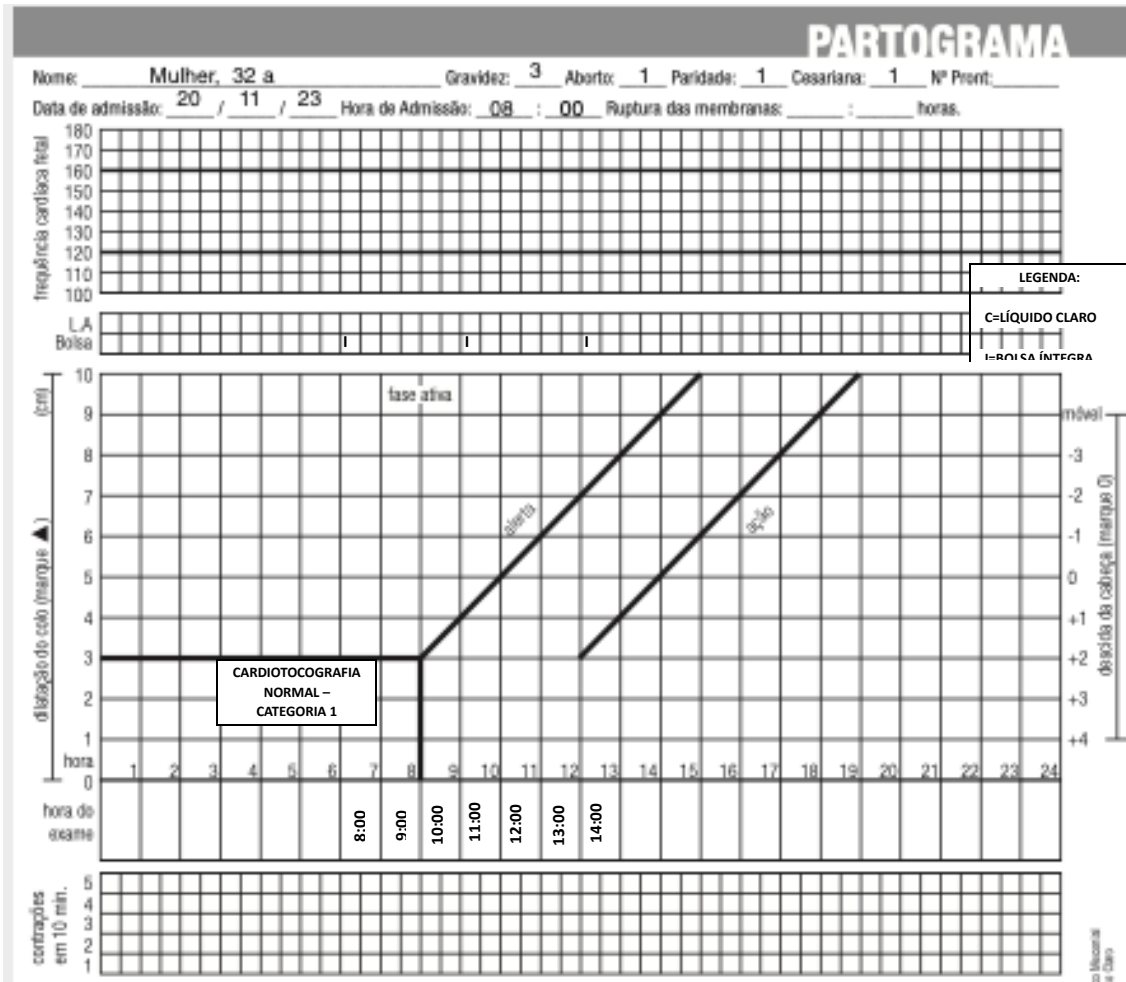 PARTOGRAMA
Nome: Mulher, 32 a Gravidez: 3 Aborto: 1 Paridade: 1 Cesariana: 1 Nº Pront:
Data de admissão: 20 / 11 / 23 Hora de Admissão: 08 : 00 Ruptura das membranas: : horas.
frequência cardíaca fetal
180
170
160
150
140
130
120
110
100
LEGENDA:
C=LÍQUIDO CLARO
I=BOLSA ÍNTEGRA
L.A
Bolsa I I I
dilatação do colo (marque ▲) (cm)
10
9
8
7
6
5
4
3
2
1
0
fase ativa
alerta
ação
CARDIOTOCOGRAFIA
NORMAL –
CATEGORIA 1
móvel
-3
-2
-1
0
+1
+2
+3
+4
descida da cabeça (marque 0)
hora 1 2 3 4 5 6 7 8 9 10 11 12 13 14 15 16 17 18 19 20 21 22 23 24
hora do
exame
8:00 9:00 10:00 11:00 12:00 13:00 14:00
contrações
em 10 min.
5
4
3
2
1